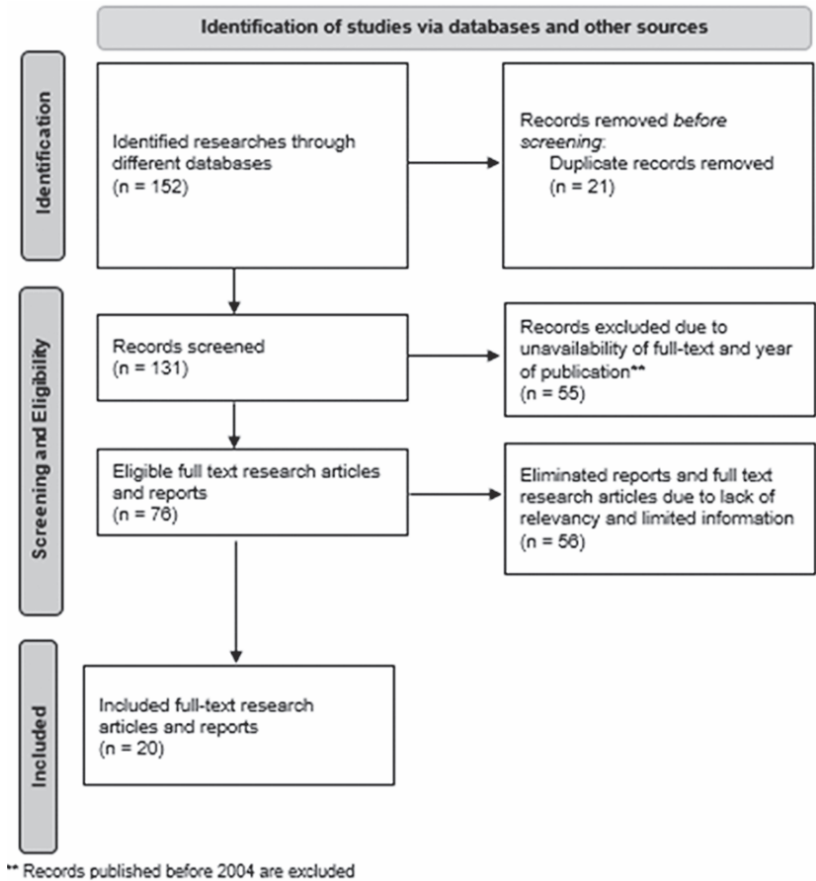 Identification of studies via databases and other sources
Identification
Identified researches through
different databases
(n = 152)
Records removed before
screening:
Duplicate records removed
(n = 21)
Screening and Eligibility
Records screened
(n = 131)
Records excluded due to
unavailability of full-text and year
of publication**
(n = 55)
Eligible full text research articles
and reports
(n = 76)
Eliminated reports and full text
research articles due to lack of
relevancy and limited information
(n = 56)
Included
Included full-text research
articles and reports
(n = 20)
** Records published before 2004 are excluded